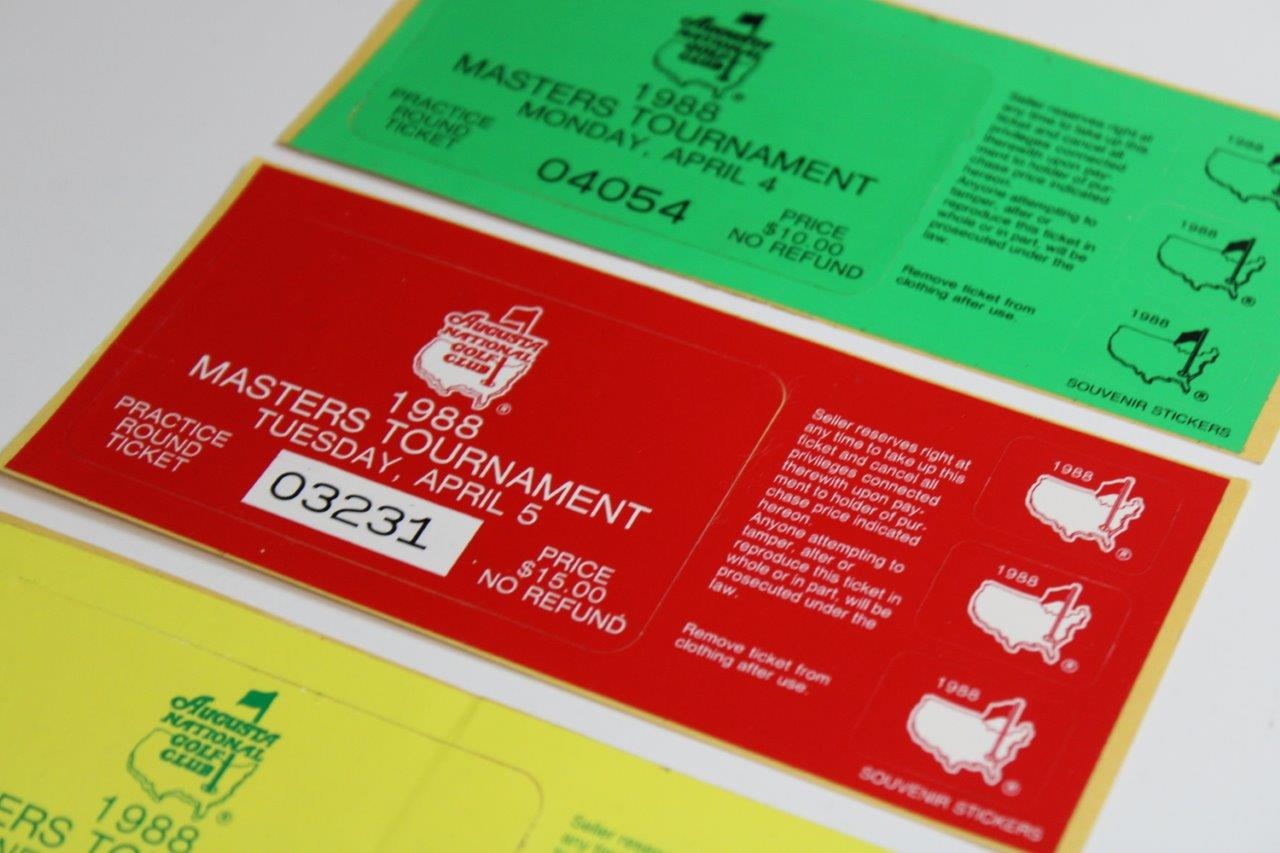 AUGUSTA
NATIONAL
GOLF
CLUB
®
1988
MASTERS TOURNAMENT
MONDAY, APRIL 4
PRACTICE
ROUND
TICKET
04054
PRICE
$10.00
NO REFUND
Seller reserves right at
any time to take up this
ticket and cancel all
privileges connected
therewith upon pay-
ment to holder of pur-
chase price indicated
hereon.
Anyone attempting to
tamper, alter or
reproduce this ticket in
whole or in part, will be
prosecuted under the
law.
Remove ticket from
clothing after use.
1988
1988
®
1988
®
SOUVENIR STICKERS
AUGUSTA
NATIONAL
GOLF
CLUB
®
1988
MASTERS TOURNAMENT
TUESDAY, APRIL 5
PRACTICE
ROUND
TICKET
03231
PRICE
$15.00
NO REFUND
Seller reserves right at
any time to take up this
ticket and cancel all
privileges connected
therewith upon pay-
ment to holder of pur-
chase price indicated
hereon.
Anyone attempting to
tamper, alter or
reproduce this ticket in
whole or in part, will be
prosecuted under the
law.
Remove ticket from
clothing after use.
1988
®
1988
®
1988
®
SOUVENIR STICKERS
AUGUSTA
NATIONAL
GOLF
CLUB
®
1988
ERS TO
Seller reser
any time